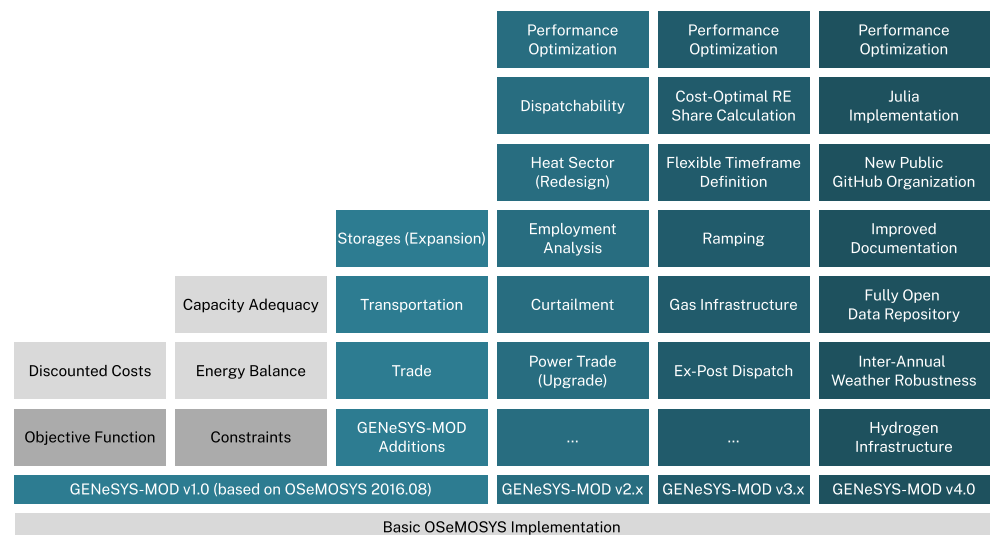 Performance
Optimization
Performance
Optimization
Performance
Optimization
Dispatchability
Cost-Optimal RE
Share Calculation
Julia
Implementation
Heat Sector
(Redesign)
Flexible Timeframe
Definition
New Public
GitHub Organization
Storages (Expansion)
Employment
Analysis
Ramping
Improved
Documentation
Capacity Adequacy
Transportation
Curtailment
Gas Infrastructure
Fully Open
Data Repository
Discounted Costs
Energy Balance
Trade
Power Trade
(Upgrade)
Ex-Post Dispatch
Inter-Annual
Weather Robustness
Objective Function
Constraints
GENeSYS-MOD
Additions
...
...
Hydrogen
Infrastructure
GENeSYS-MOD v1.0 (based on OSeMOSYS 2016.08)
GENeSYS-MOD v2.x
GENeSYS-MOD v3.x
GENeSYS-MOD v4.0
Basic OSeMOSYS Implementation